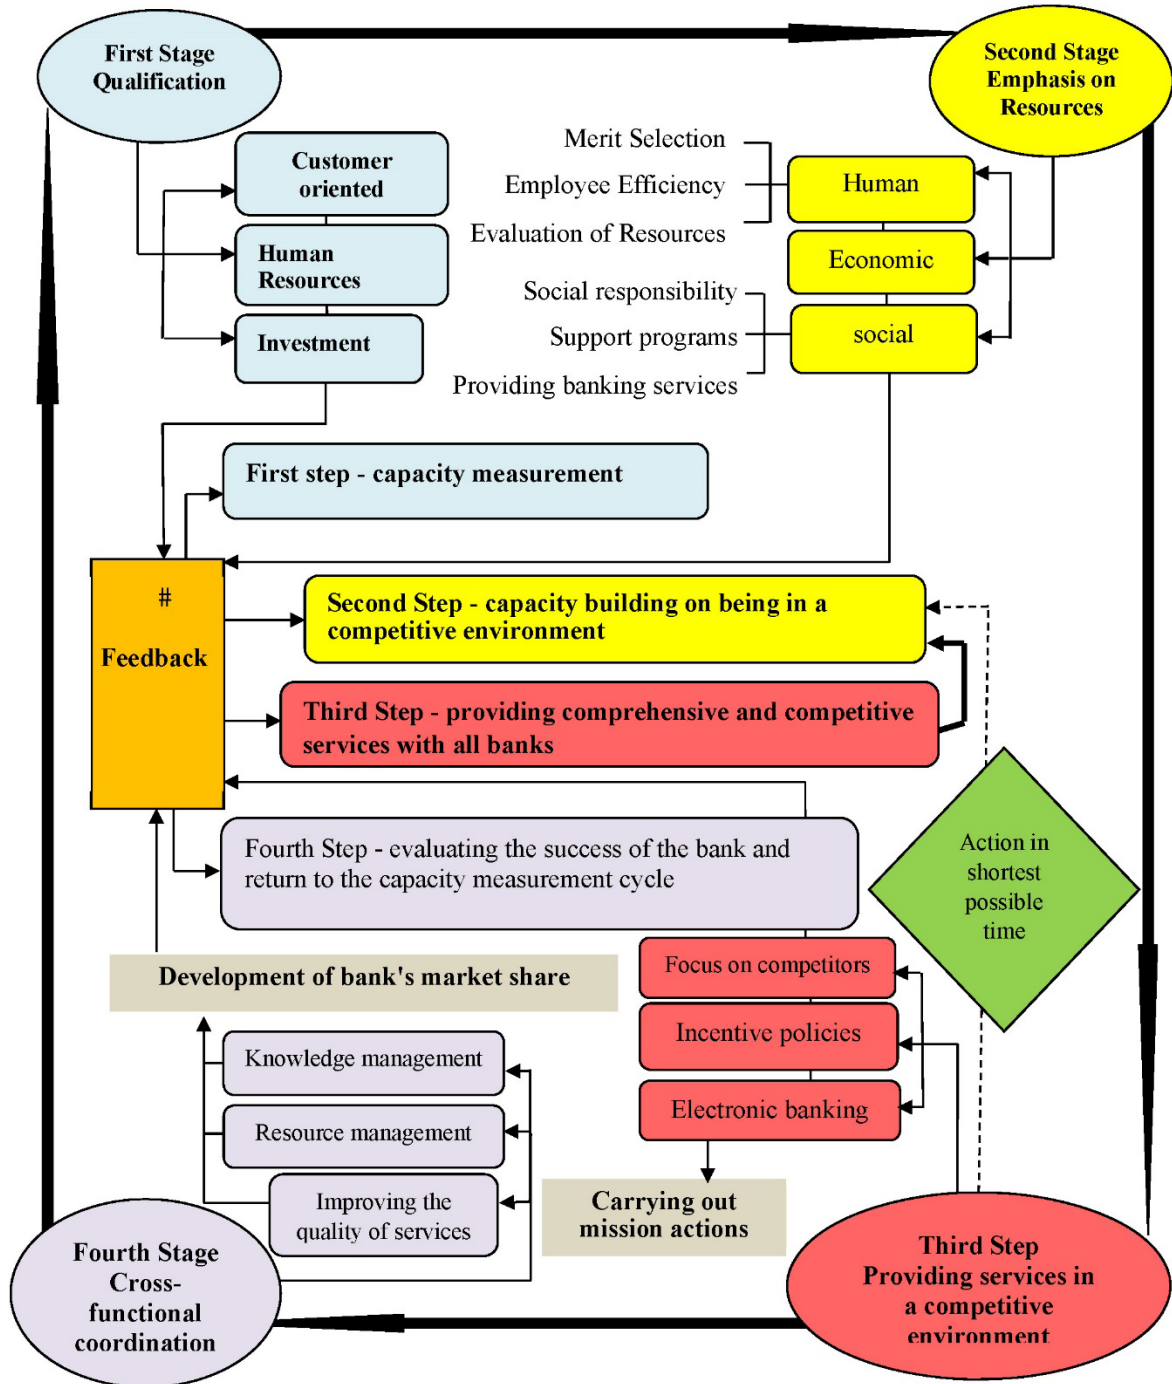 First Stage
Qualification
Second Stage
Emphasis on
Resources
Customer
oriented
Human
Resources
Investment
Merit Selection
Employee Efficiency
Evaluation of Resources
Human
Economic
social
Social responsibility
Support programs
Providing banking services
First step - capacity measurement
#
Feedback
Second Step - capacity building on being in a
competitive environment
Third Step - providing comprehensive and competitive
services with all banks
Fourth Step - evaluating the success of the bank and
return to the capacity measurement cycle
Action in
shortest
possible
time
Development of bank's market share
Focus on competitors
Incentive policies
Electronic banking
Knowledge management
Resource management
Improving the
quality of services
Carrying out
mission actions
Fourth Stage
Cross-
functional
coordination
Third Step
Providing services in
a competitive
environment